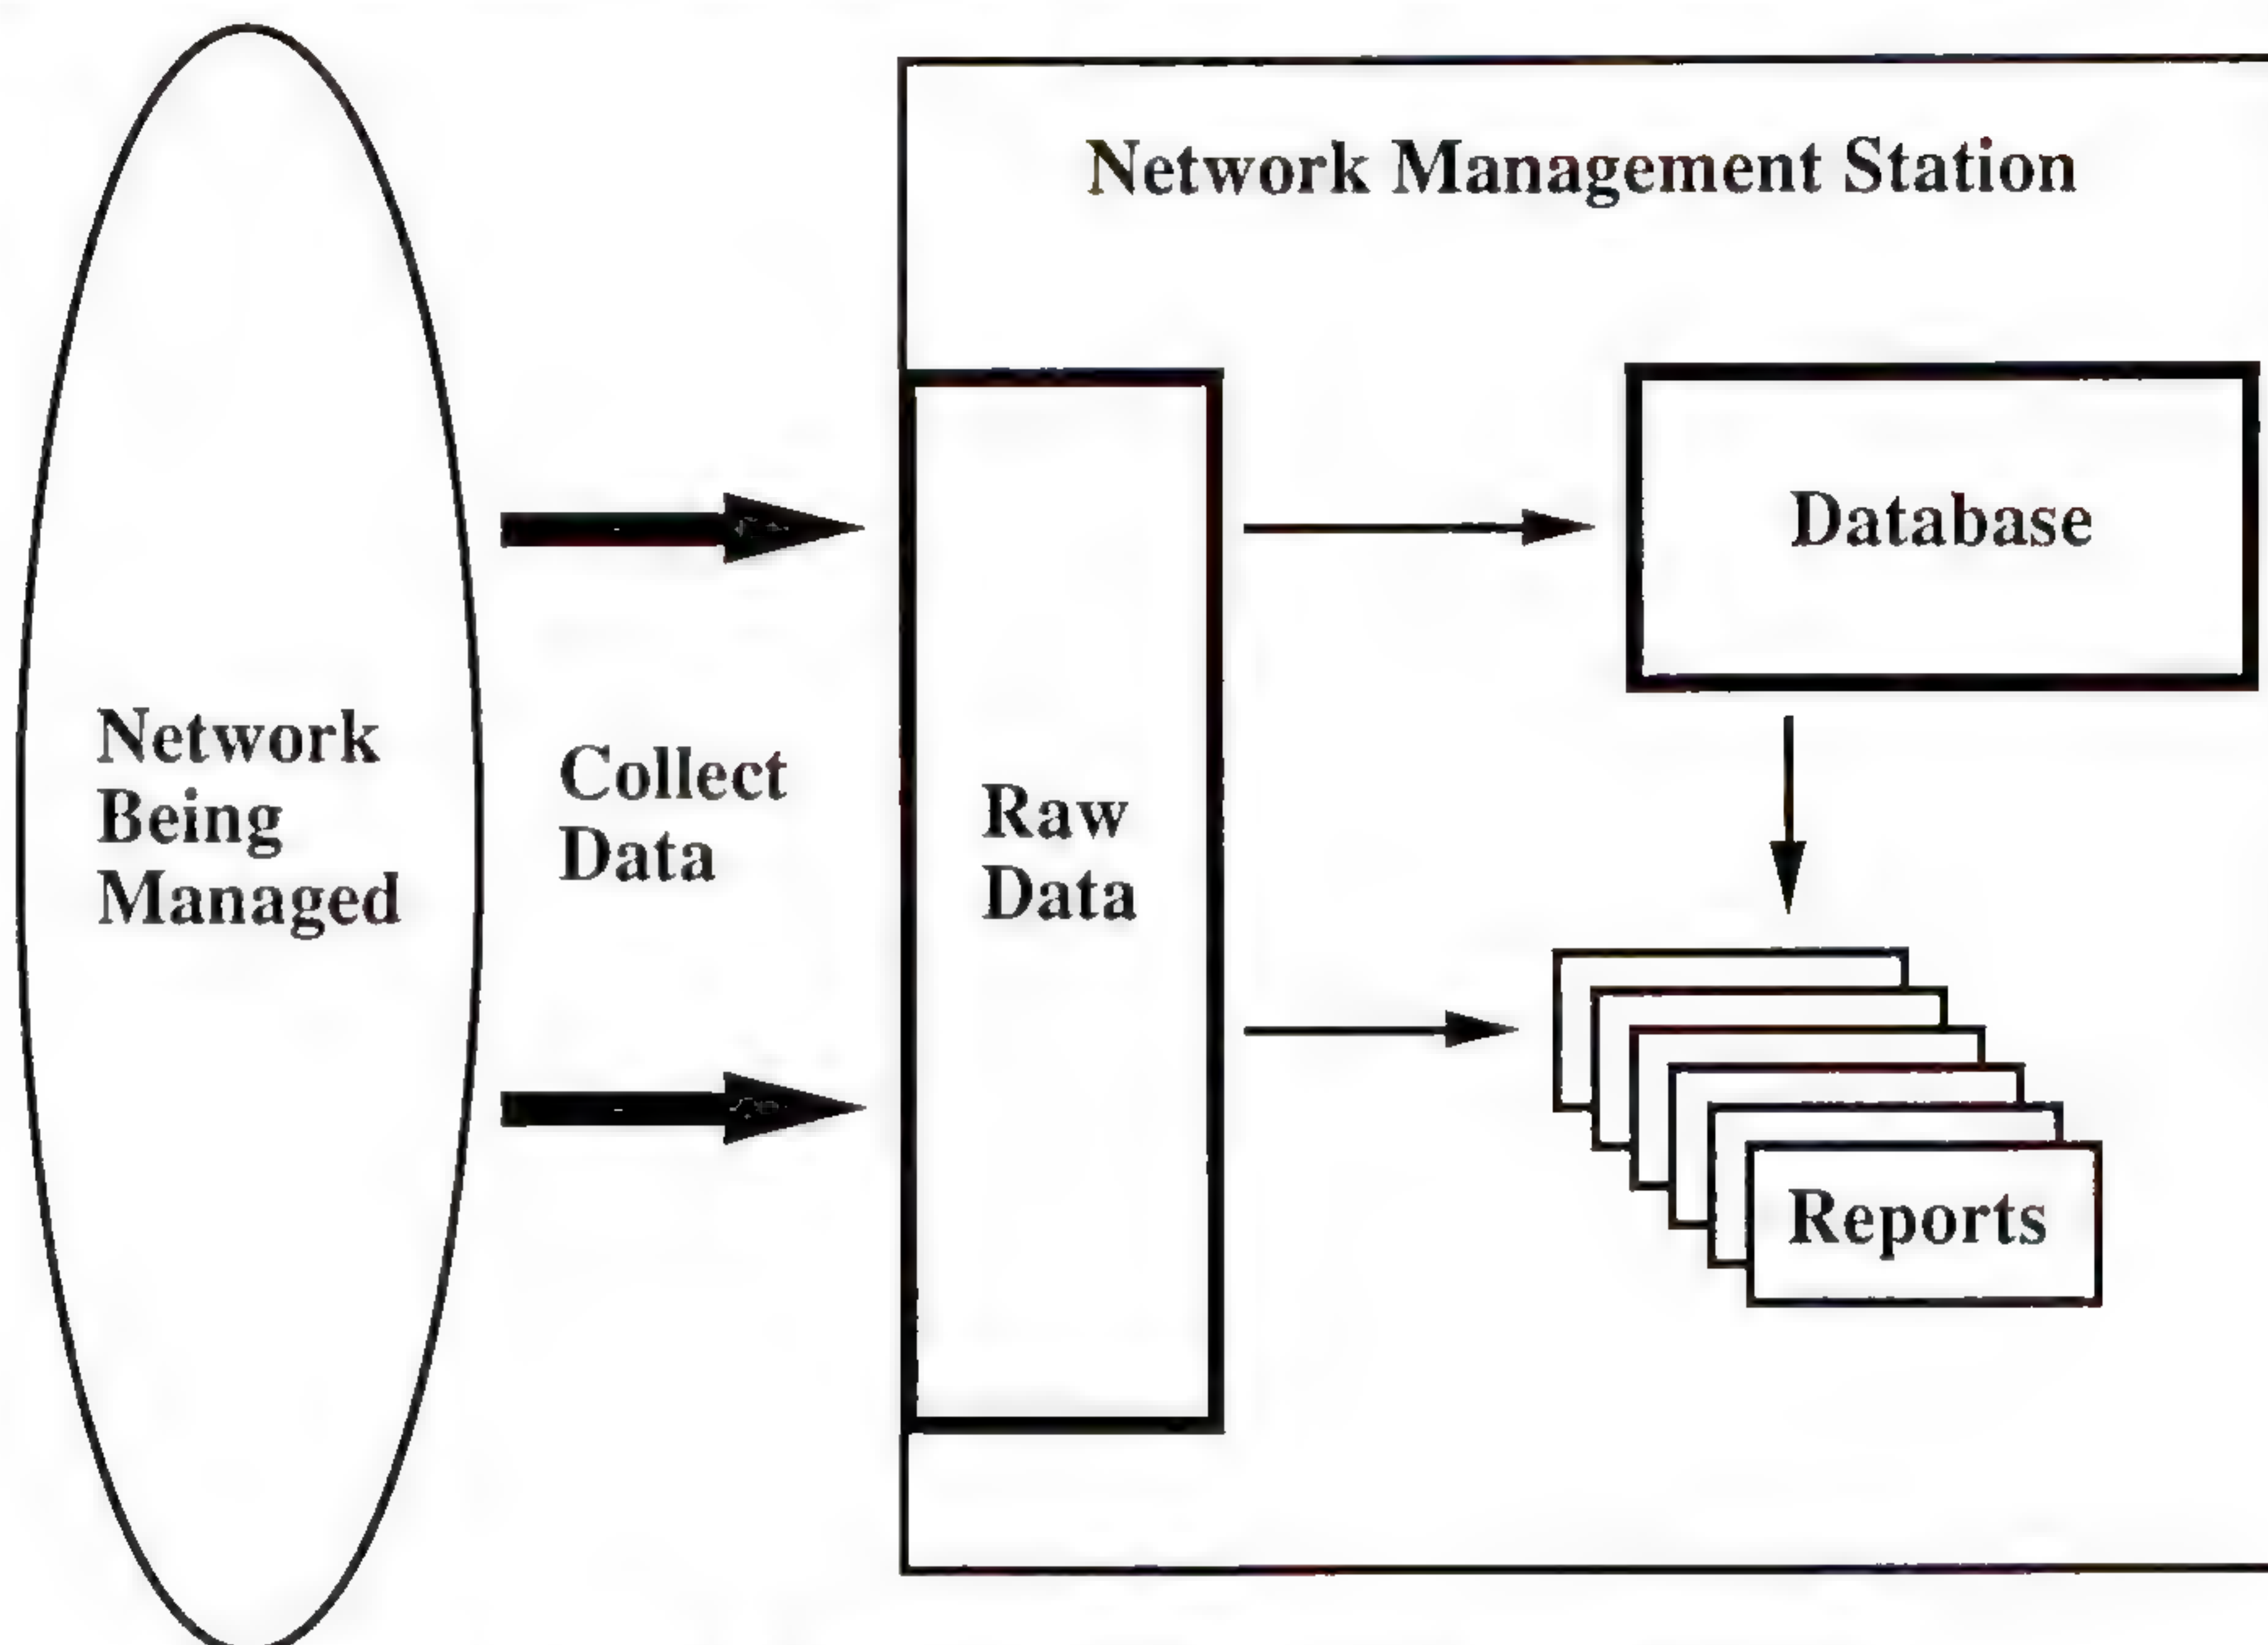 Network Management Station
Network
Being
Managed
Collect
Data
Raw
Data
Database
Reports